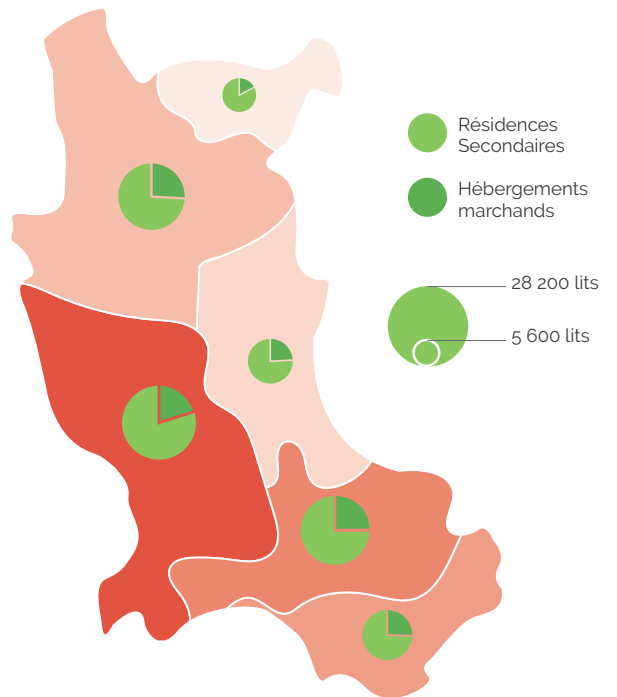 Résidences
Secondaires
Hébergements
marchands
28 200 lits
5 600 lits